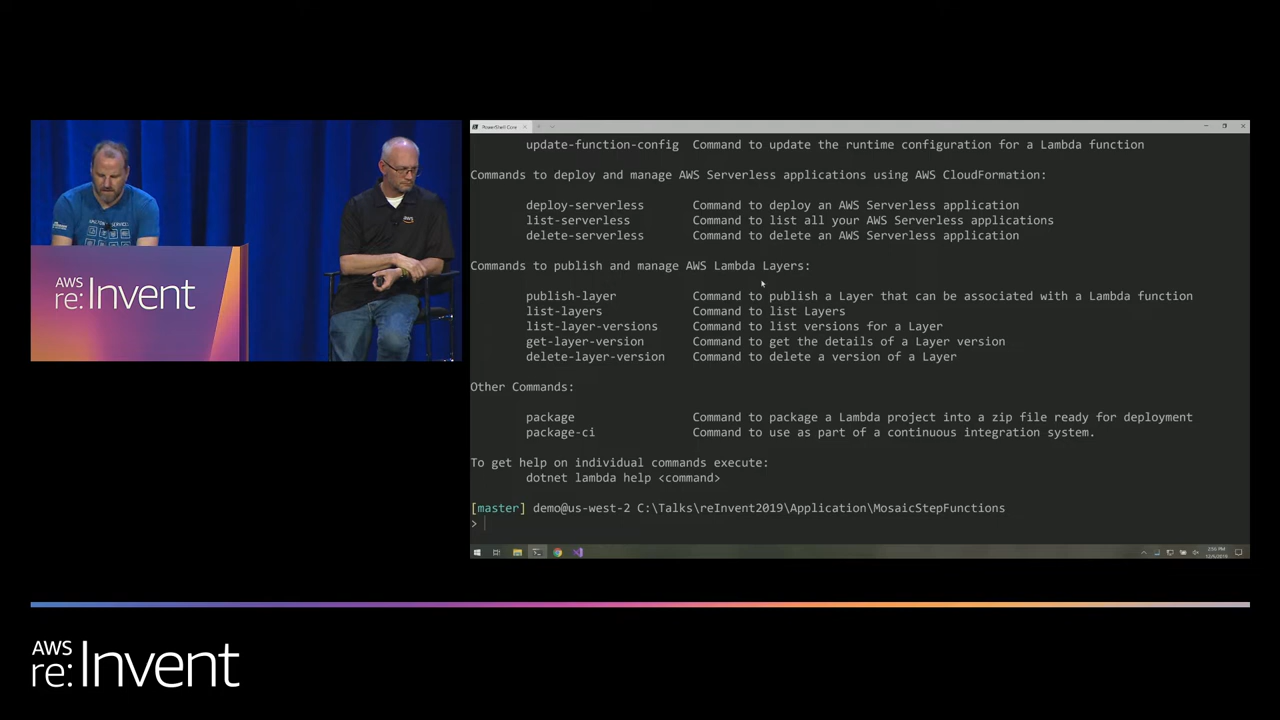 PowerShell Core
update-function-config Command to update the runtime configuration for a Lambda function
Commands to deploy and manage AWS Serverless applications using AWS CloudFormation:
deploy-serverless Command to deploy an AWS Serverless application
list-serverless Command to list all your AWS Serverless applications
delete-serverless Command to delete an AWS Serverless application
Commands to publish and manage AWS Lambda Layers:
publish-layer Command to publish a Layer that can be associated with a Lambda function
list-layers Command to list Layers
list-layer-versions Command to list versions for a Layer
get-layer-version Command to get the details of a Layer version
delete-layer-version Command to delete a version of a Layer
Other Commands:
package Command to package a Lambda project into a zip file ready for deployment
package-ci Command to use as part of a continuous integration system.
To get help on individual commands execute:
dotnet lambda help <command>
[master] demo@us-west-2 C:\Talks\reInvent2019\Application\MosaicStepFunctions
>
aws
AWS
re:Invent
AWS
re:Invent